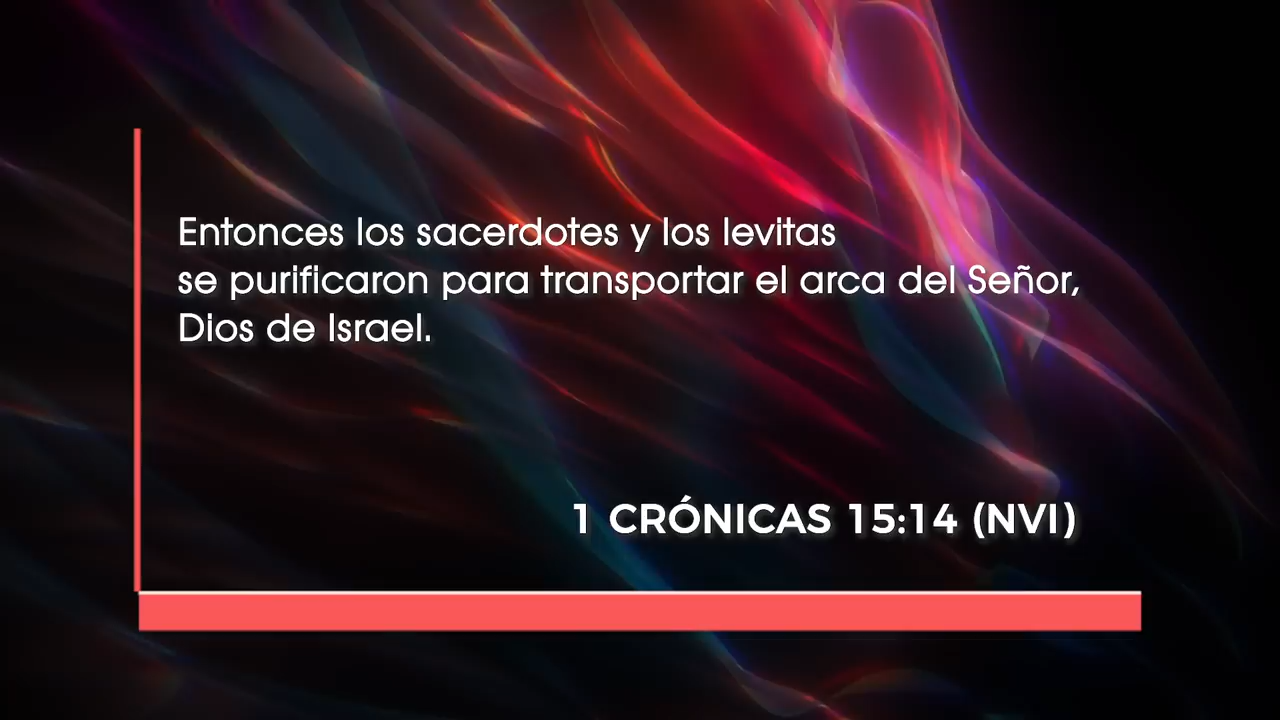 Entonces los sacerdotes y los levitas
se purificaron para transportar el arca del Señor,
Dios de Israel.
1 CRÓNICAS 15:14 (NVI)